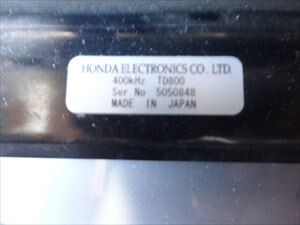 HONDA ELECTRONICS CO., LTD.
400kHz TD800
Ser. No 5050848
MADE IN JAPAN